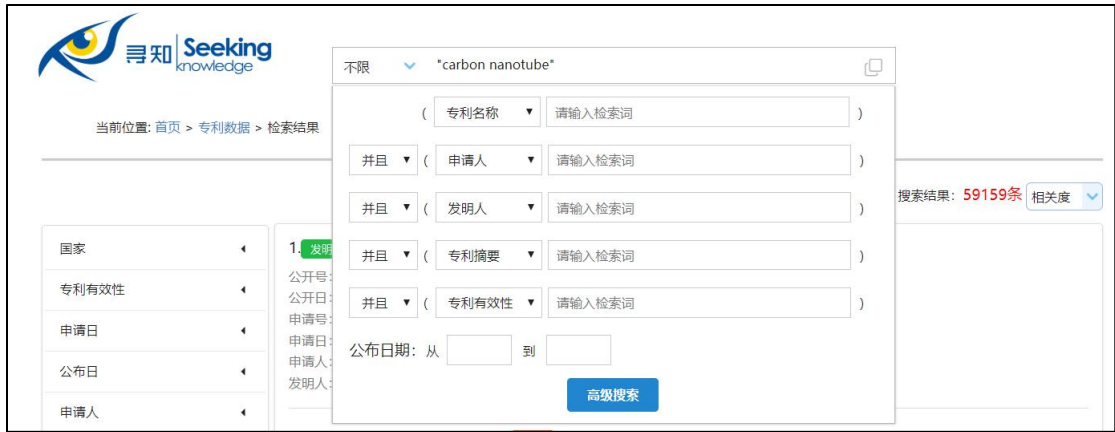 寻知 Seeking knowledge
不限 "carbon nanotube"
( 专利名称 请输入检索词 )
当前位置: 首页 > 专利数据 > 检索结果
并且 ( 申请人 请输入检索词 )
搜索结果: 59159条 相关度
并且 ( 发明人 请输入检索词 )
国家
1. 发明
并且 ( 专利摘要 请输入检索词 )
公开号:
专利有效性
公开日:
并且 ( 专利有效性 请输入检索词 )
申请号:
申请日
申请日:
公布日期: 从 到
申请人:
公布日
发明人:
高级搜索
申请人